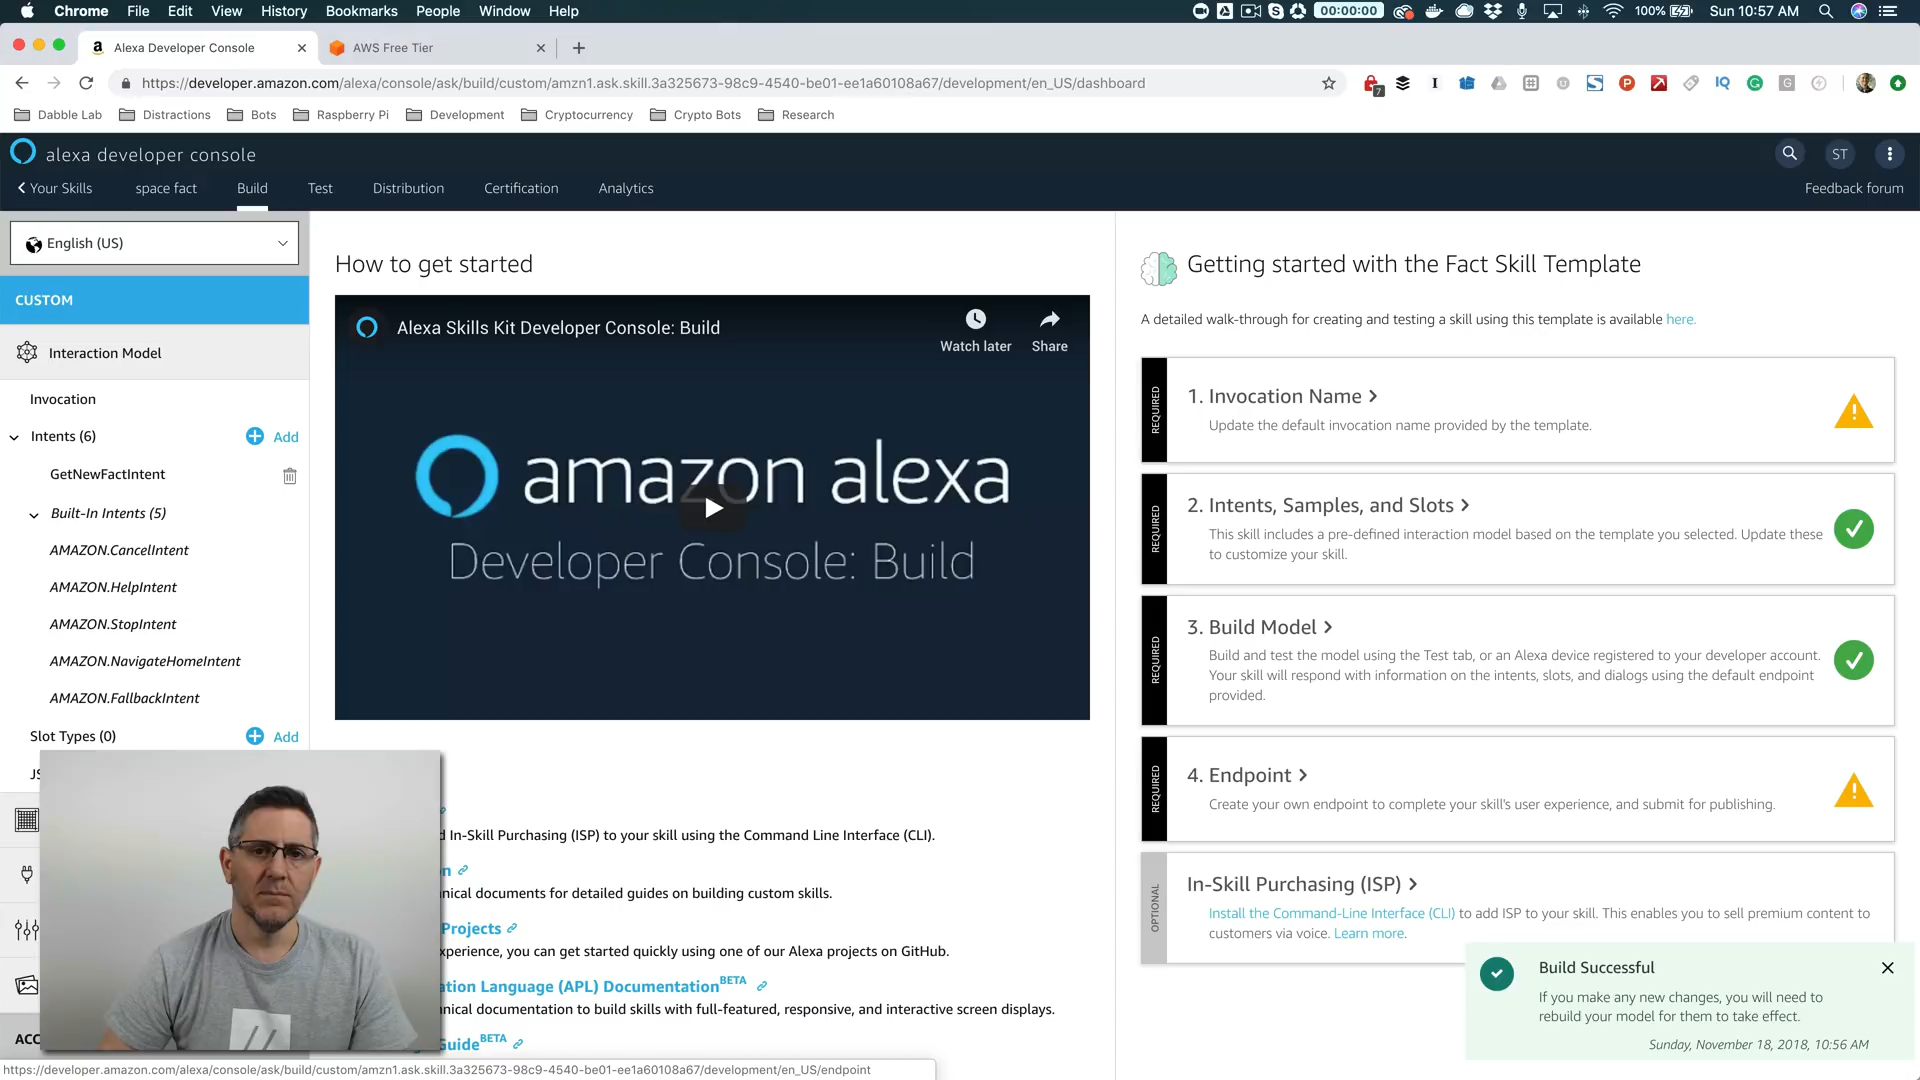 Chrome File Edit View History Bookmarks People Window Help 00:00:00 100% Sun 10:57 AM
Alexa Developer Console AWS Free Tier
https://developer.amazon.com/alexa/console/ask/build/custom/amzn1.ask.skill.3a325673-98c9-4540-be01-ee1a60108a67/development/en_US/dashboard
Dabble Lab Distractions Bots Raspberry Pi Development Cryptocurrency Crypto Bots Research
alexa developer console
ST
Your Skills space fact Build Test Distribution Certification Analytics Feedback forum
English (US)
CUSTOM
Interaction Model
Invocation
Intents (6) Add
GetNewFactIntent
Built-In Intents (5)
AMAZON.CancelIntent
AMAZON.HelpIntent
AMAZON.StopIntent
AMAZON.NavigateHomeIntent
AMAZON.FallbackIntent
Slot Types (0) Add
JS
ACC
How to get started
Alexa Skills Kit Developer Console: Build
Watch later Share
amazon alexa
Developer Console: Build
In-Skill Purchasing (ISP) to your skill using the Command Line Interface (CLI).
nical documents for detailed guides on building custom skills.
Projects
xperience, you can get started quickly using one of our Alexa projects on GitHub.
ation Language (APL) Documentation BETA
nical documentation to build skills with full-featured, responsive, and interactive screen displays.
Guide BETA
Getting started with the Fact Skill Template
A detailed walk-through for creating and testing a skill using this template is available here.
REQUIRED
1. Invocation Name
Update the default invocation name provided by the template.
REQUIRED
2. Intents, Samples, and Slots
This skill includes a pre-defined interaction model based on the template you selected. Update these
to customize your skill.
REQUIRED
3. Build Model
Build and test the model using the Test tab, or an Alexa device registered to your developer account.
Your skill will respond with information on the intents, slots, and dialogs using the default endpoint
provided.
REQUIRED
4. Endpoint
Create your own endpoint to complete your skill's user experience, and submit for publishing.
OPTIONAL
In-Skill Purchasing (ISP)
Install the Command-Line Interface (CLI) to add ISP to your skill. This enables you to sell premium content to
customers via voice. Learn more.
Build Successful
If you make any new changes, you will need to
rebuild your model for them to take effect.
Sunday, November 18, 2018, 10:56 AM
https://developer.amazon.com/alexa/console/ask/build/custom/amzn1.ask.skill.3a325673-98c9-4540-be01-ee1a60108a67/development/en_US/endpoint